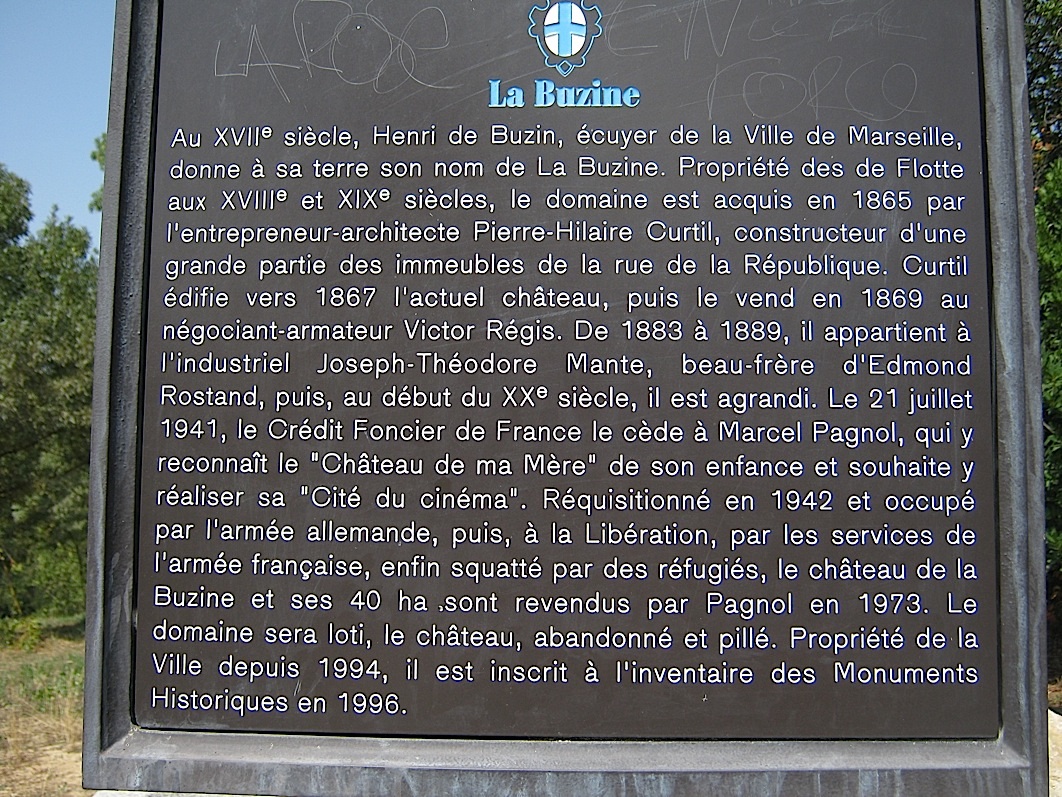 La Buzine
Au XVIIe siècle, Henri de Buzin, écuyer de la Ville de Marseille,
donne à sa terre son nom de La Buzine. Propriété des de Flotte
aux XVIIIe et XIXe siècles, le domaine est acquis en 1865 par
l'entrepreneur-architecte Pierre-Hilaire Curtil, constructeur d'une
grande partie des immeubles de la rue de la République. Curtil
édifie vers 1867 l'actuel château, puis le vend en 1869 au
négociant-armateur Victor Régis. De 1883 à 1889, il appartient à
l'industriel Joseph-Théodore Mante, beau-frère d'Edmond
Rostand, puis, au début du XXe siècle, il est agrandi. Le 21 juillet
1941, le Crédit Foncier de France le cède à Marcel Pagnol, qui y
reconnaît le "Château de ma Mère" de son enfance et souhaite y
réaliser sa "Cité du cinéma". Réquisitionné en 1942 et occupé
par l'armée allemande, puis, à la Libération, par les services de
l'armée française, enfin squatté par des réfugiés, le château de la
Buzine et ses 40 ha sont revendus par Pagnol en 1973. Le
domaine sera loti, le château, abandonné et pillé. Propriété de la
Ville depuis 1994, il est inscrit à l'inventaire des Monuments
Historiques en 1996.